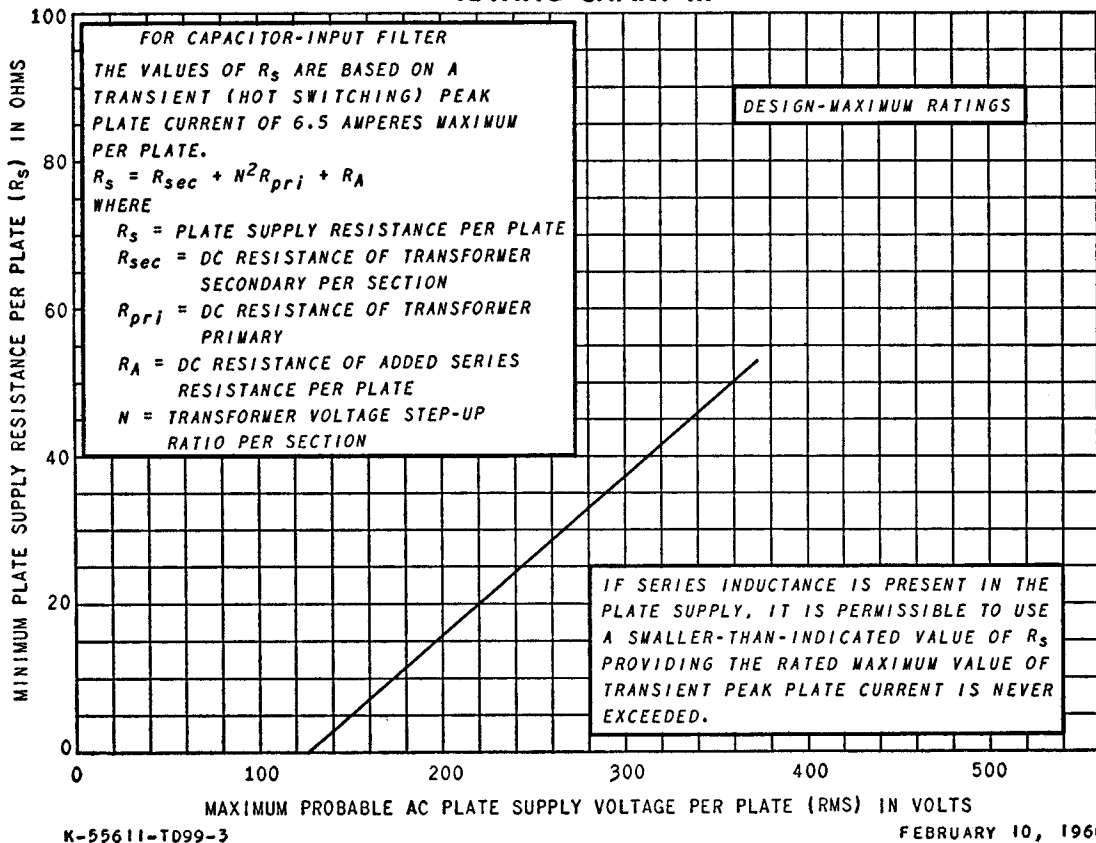 100
80
60
40
20
0
MINIMUM PLATE SUPPLY RESISTANCE PER PLATE (Rs) IN OHMS
FOR CAPACITOR-INPUT FILTER
THE VALUES OF Rs ARE BASED ON A
TRANSIENT (HOT SWITCHING) PEAK
PLATE CURRENT OF 6.5 AMPERES MAXIMUM
PER PLATE.
Rs = Rsec + N²Rpri + RA
WHERE
Rs = PLATE SUPPLY RESISTANCE PER PLATE
Rsec = DC RESISTANCE OF TRANSFORMER
SECONDARY PER SECTION
Rpri = DC RESISTANCE OF TRANSFORMER
PRIMARY
RA = DC RESISTANCE OF ADDED SERIES
RESISTANCE PER PLATE
N = TRANSFORMER VOLTAGE STEP-UP
RATIO PER SECTION
DESIGN-MAXIMUM RATINGS
IF SERIES INDUCTANCE IS PRESENT IN THE
PLATE SUPPLY, IT IS PERMISSIBLE TO USE
A SMALLER-THAN-INDICATED VALUE OF Rs
PROVIDING THE RATED MAXIMUM VALUE OF
TRANSIENT PEAK PLATE CURRENT IS NEVER
EXCEEDED.
0 100 200 300 400 500
MAXIMUM PROBABLE AC PLATE SUPPLY VOLTAGE PER PLATE (RMS) IN VOLTS
K-55611-TD99-3
FEBRUARY 10, 196